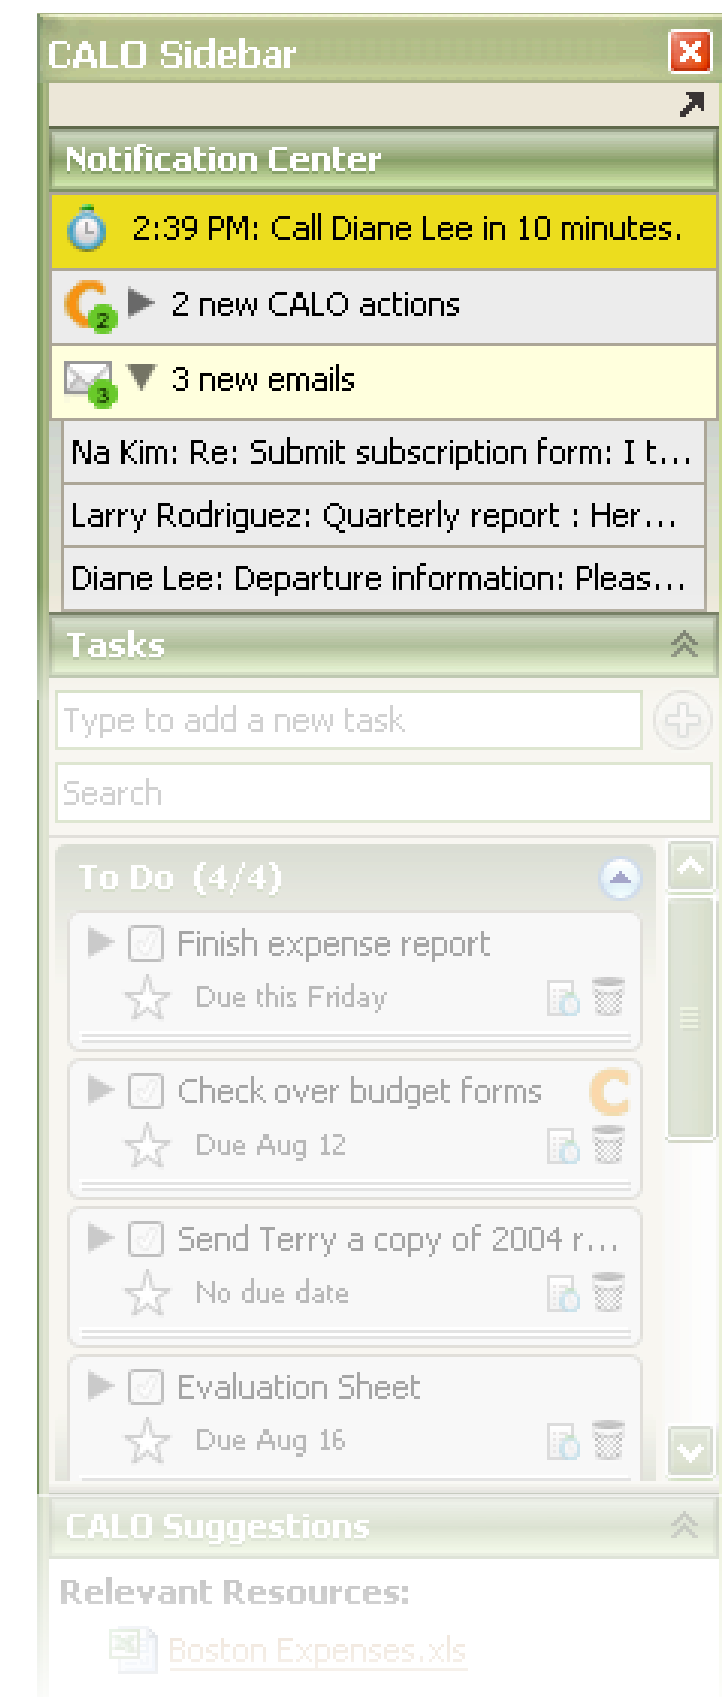 CALO Sidebar
Notification Center
2:39 PM: Call Diane Lee in 10 minutes.
2 2 new CALO actions
3 3 new emails
Na Kim: Re: Submit subscription form: I t...
Larry Rodriguez: Quarterly report : Her...
Diane Lee: Departure information: Pleas...
Tasks
Type to add a new task
Search
To Do (4/4)
Finish expense report
Due this Friday
Check over budget forms C
Due Aug 12
Send Terry a copy of 2004 r...
No due date
Evaluation Sheet
Due Aug 16
CALO Suggestions
Relevant Resources:
Boston Expenses.xls